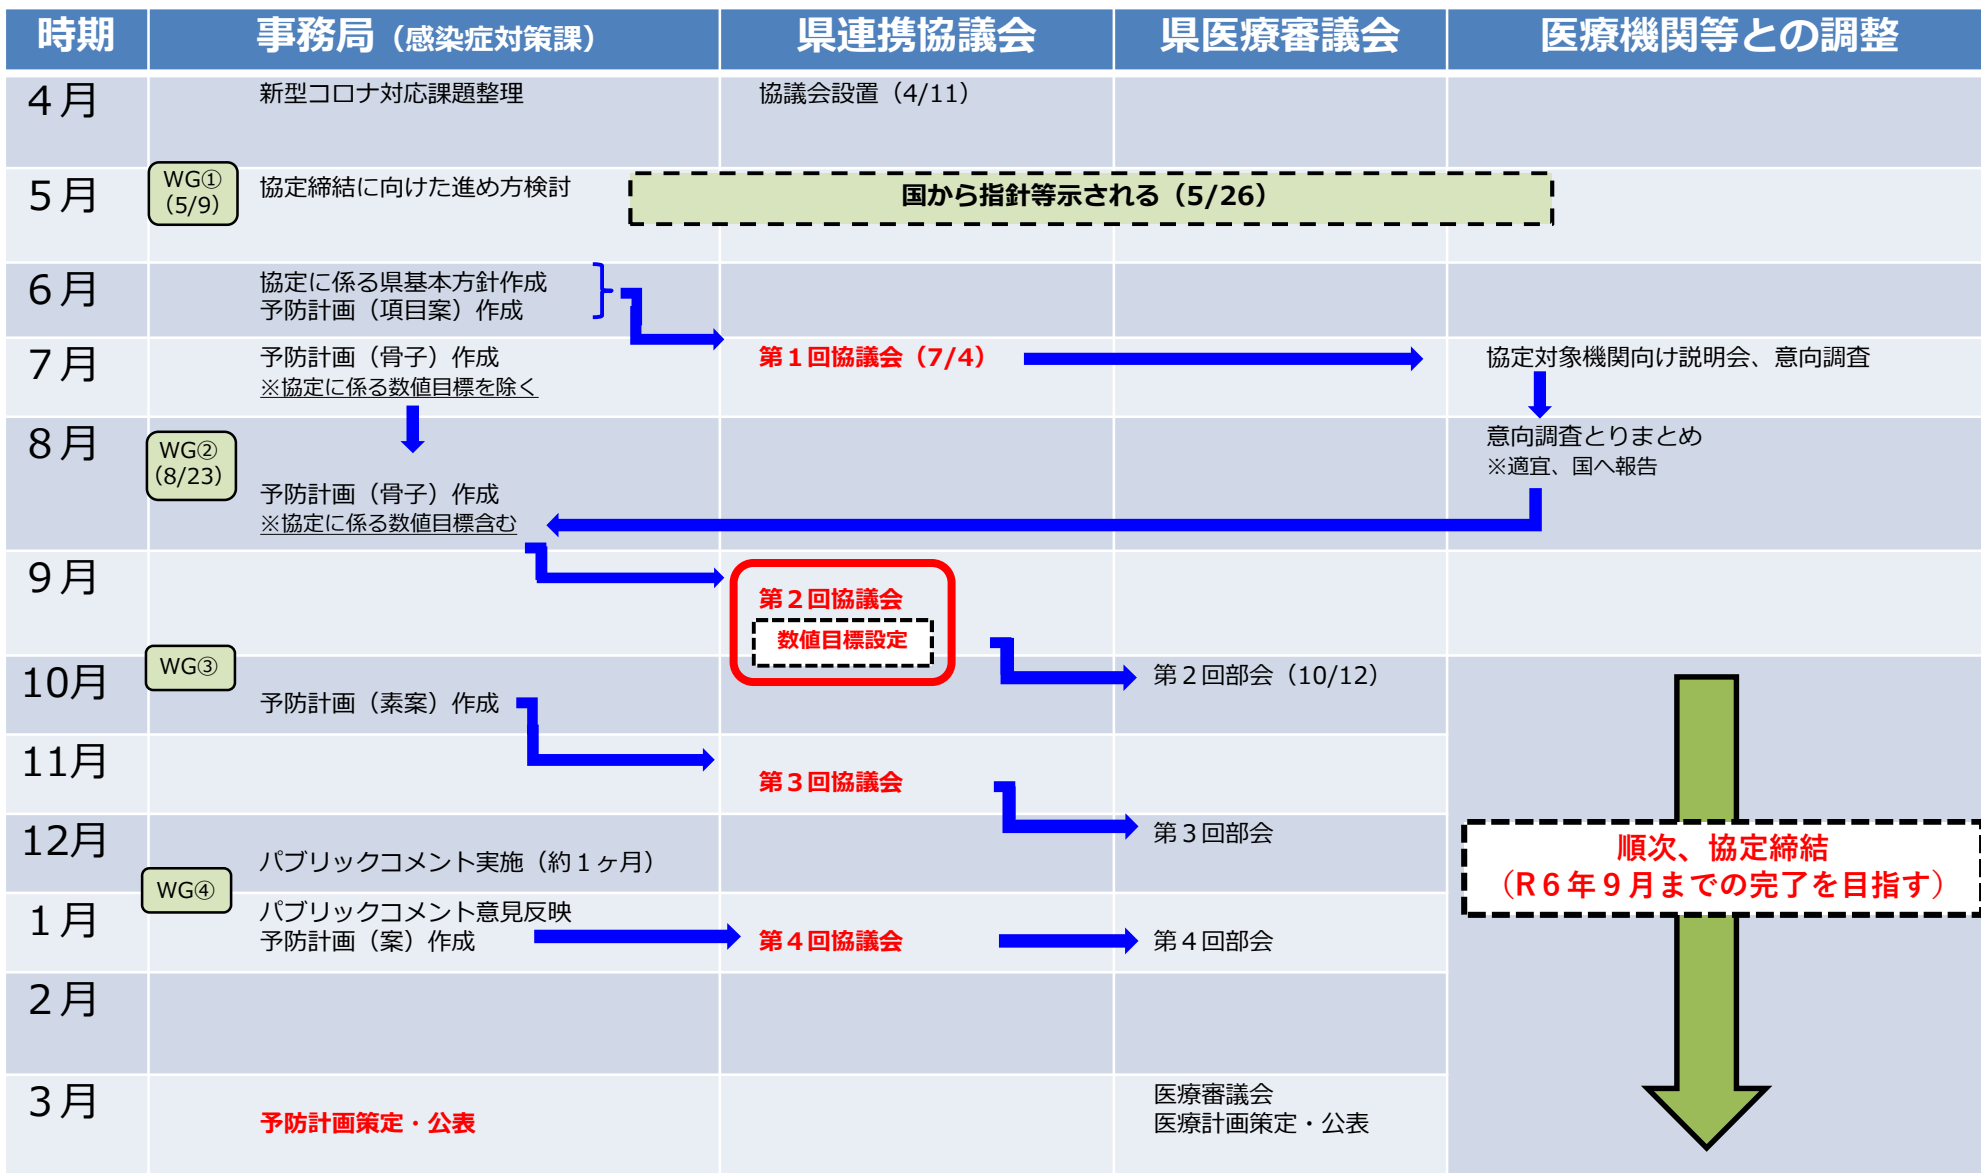 時期
事務局（感染症対策課）
県連携協議会
県医療審議会
医療機関等との調整
４月
新型コロナ対応課題整理
協議会設置（4/11）
５月
WG①
（5/9）
協定締結に向けた進め方検討
国から指針等示される（5/26）
６月
協定に係る県基本方針作成
予防計画（項目案）作成
７月
予防計画（骨子）作成
※協定に係る数値目標を除く
第１回協議会（7/4）
協定対象機関向け説明会、意向調査
８月
WG②
（8/23）
予防計画（骨子）作成
※協定に係る数値目標含む
意向調査とりまとめ
※適宜、国へ報告
９月
第２回協議会
数値目標設定
10月
WG③
予防計画（素案）作成
第２回部会（10/12）
11月
第３回協議会
12月
パブリックコメント実施（約１ヶ月）
第３回部会
順次、協定締結
（R６年９月までの完了を目指す）
WG④
１月
パブリックコメント意見反映
予防計画（案）作成
第４回協議会
第４回部会
２月
３月
予防計画策定・公表
医療審議会
医療計画策定・公表